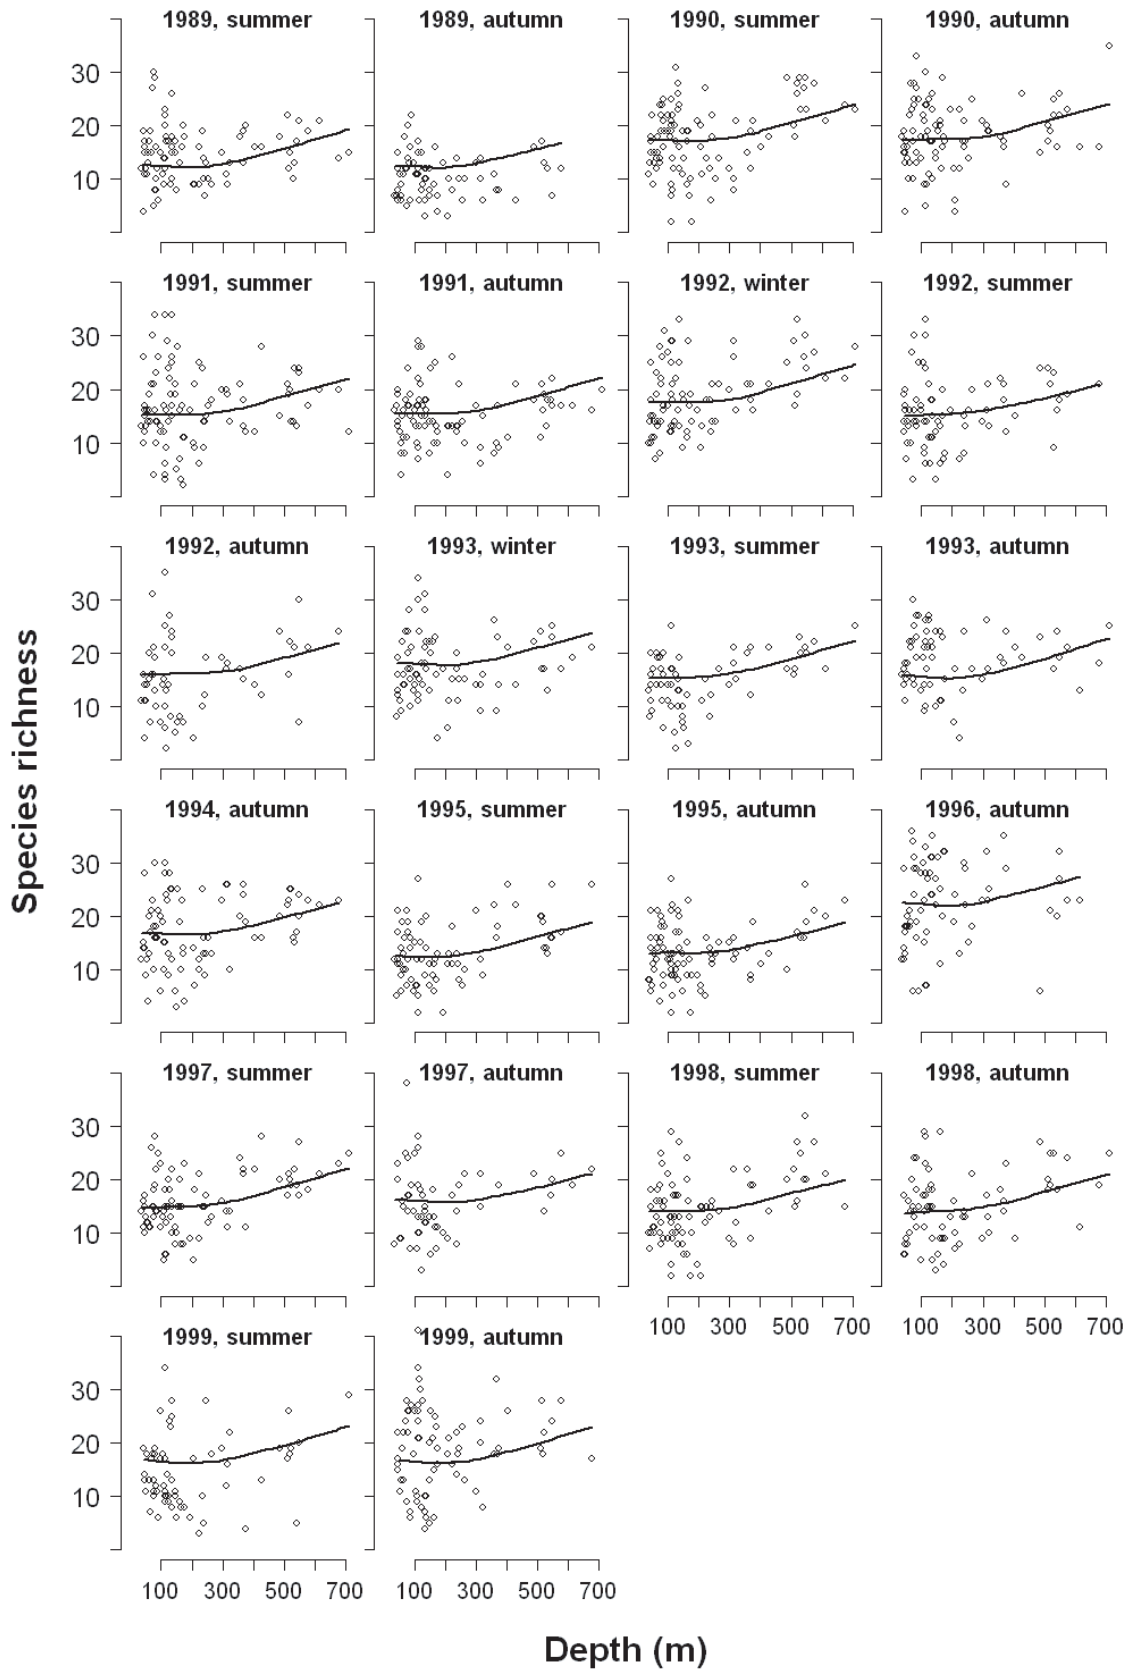 1989, summer 1989, autumn 1990, summer 1990, autumn
30
20
10
1991, summer 1991, autumn 1992, winter 1992, summer
30
20
10
1992, autumn 1993, winter 1993, summer 1993, autumn
30
20
10
1994, autumn 1995, summer 1995, autumn 1996, autumn
30
20
10
1997, summer 1997, autumn 1998, summer 1998, autumn
30
20
10
100 300 500 700 100 300 500 700
1999, summer 1999, autumn
30
20
10
100 300 500 700 100 300 500 700
Species richness
Depth (m)